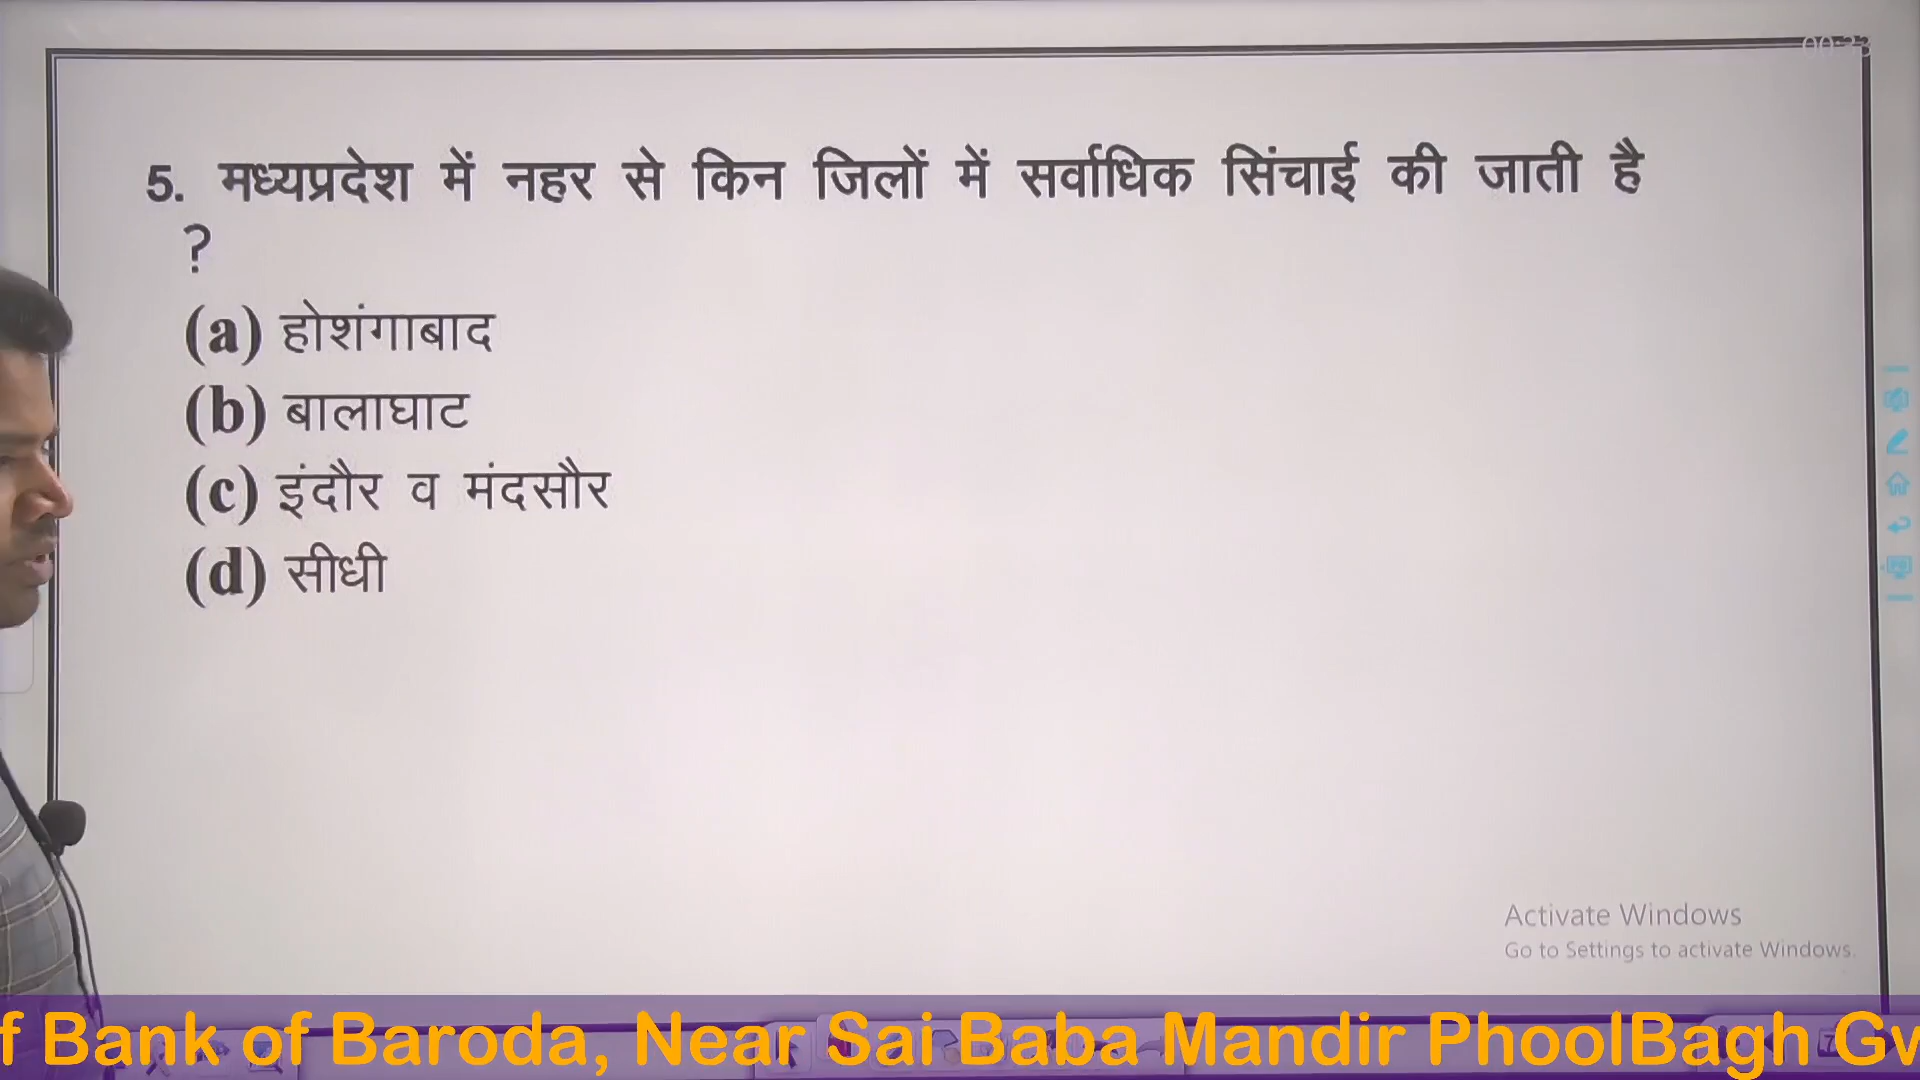 5. मध्यप्रदेश में नहर से किन जिलों में सर्वाधिक सिंचाई की जाती है
?
(a) होशंगाबाद
(b) बालाघाट
(c) इंदौर व मंदसौर
(d) सीधी
Activate Windows
Go to Settings to activate Windows.
f Bank of Baroda, Near Sai Baba Mandir PhoolBagh Gw